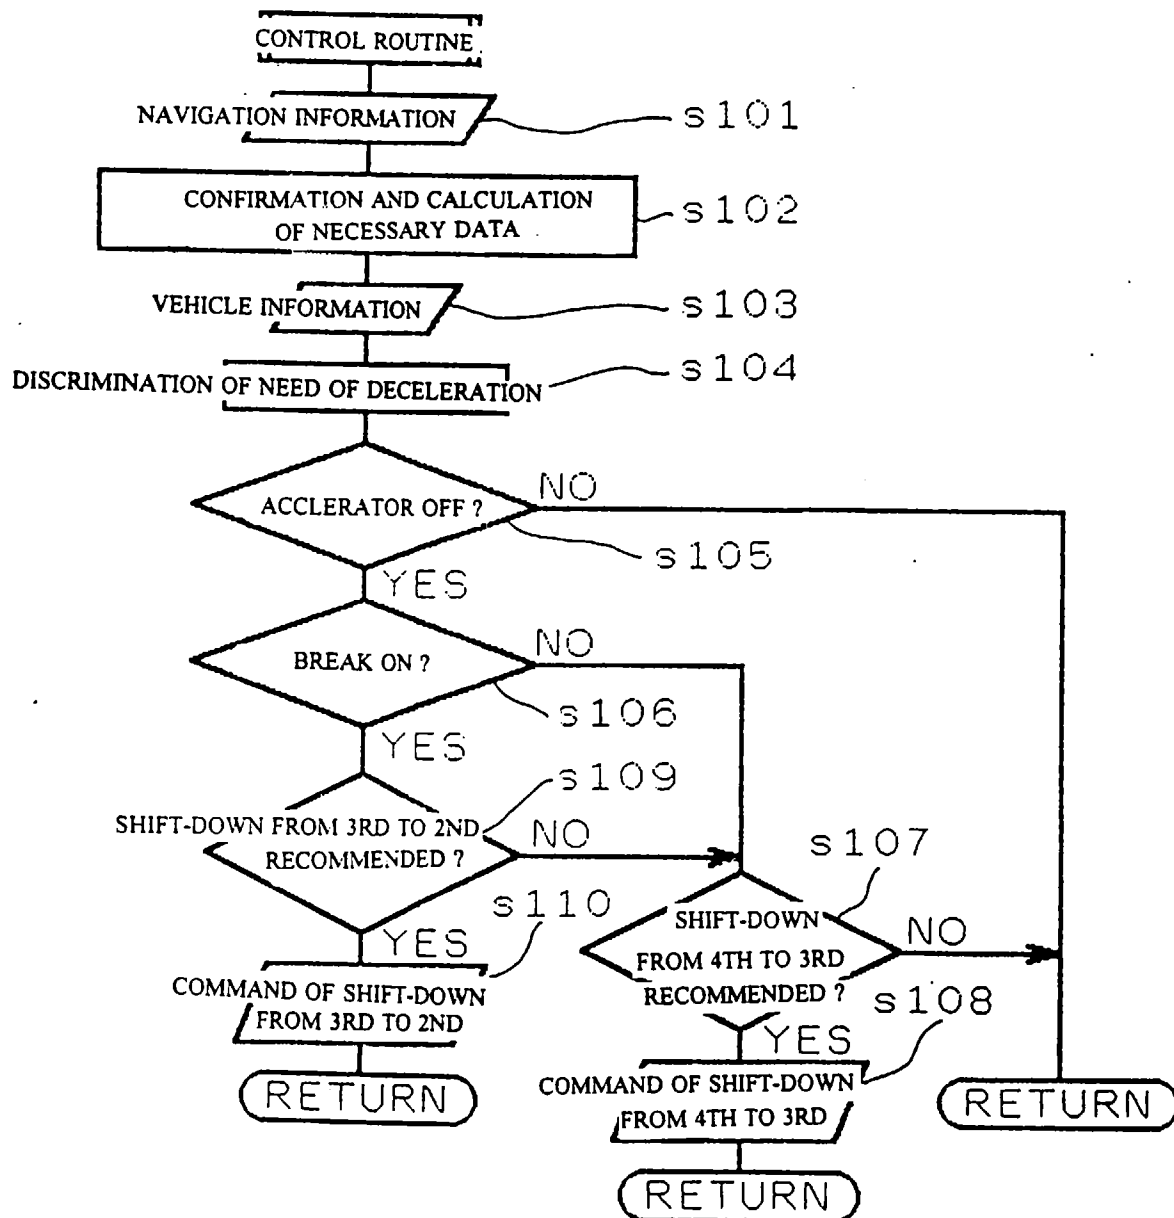 CONTROL ROUTINE
NAVIGATION INFORMATION
s101
CONFIRMATION AND CALCULATION
OF NECESSARY DATA
s102
VEHICLE INFORMATION
s103
DISCRIMINATION OF NEED OF DECELERATION
s104
ACCLERATOR OFF ?
NO
s105
YES
BREAK ON ?
NO
s106
YES
s109
SHIFT-DOWN FROM 3RD TO 2ND
RECOMMENDED ?
NO
s107
SHIFT-DOWN
FROM 4TH TO 3RD
RECOMMENDED ?
NO
s110
YES
COMMAND OF SHIFT-DOWN
FROM 3RD TO 2ND
RETURN
s108
YES
COMMAND OF SHIFT-DOWN
FROM 4TH TO 3RD
RETURN
RETURN